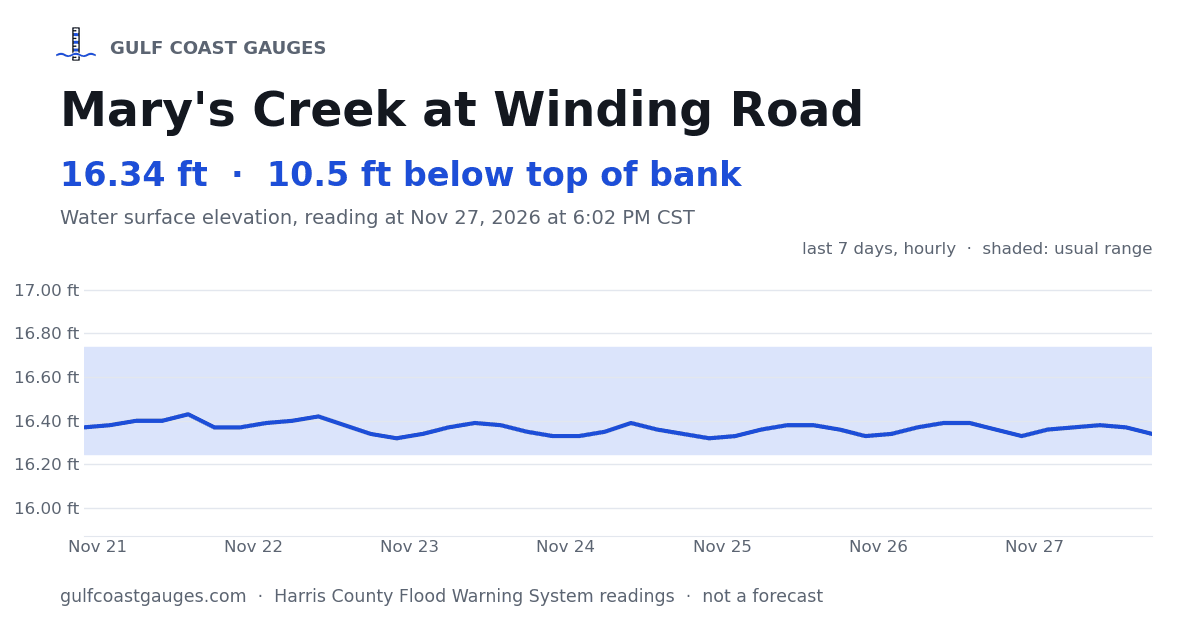 GULF COAST GAUGES
Mary's Creek at Winding Road
16.34 ft · 10.5 ft below top of bank
Water surface elevation, reading at Nov 27, 2026 at 6:02 PM CST
last 7 days, hourly · shaded: usual range
17.00 ft
16.80 ft
16.60 ft
16.40 ft
16.20 ft
16.00 ft
Nov 21 Nov 22 Nov 23 Nov 24 Nov 25 Nov 26 Nov 27
gulfcoastgauges.com · Harris County Flood Warning System readings · not a forecast